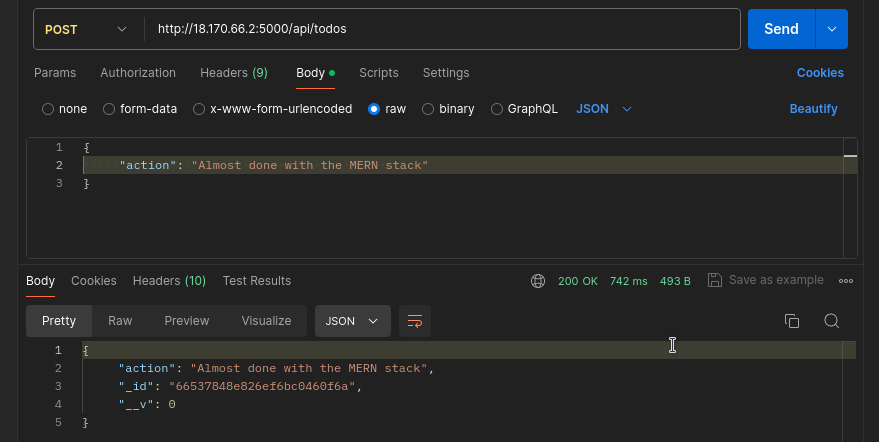 POST http://18.170.66.2:5000/api/todos Send
Params Authorization Headers (9) Body Scripts Settings Cookies
none form-data x-www-form-urlencoded raw binary GraphQL JSON Beautify
1 {
2 "action": "Almost done with the MERN stack"
3 }
Body Cookies Headers (10) Test Results 200 OK 742 ms 493 B Save as example
Pretty Raw Preview Visualize JSON
1 {
2 "action": "Almost done with the MERN stack",
3 "_id": "66537848e826ef6bc0460f6a",
4 "__v": 0
5 }